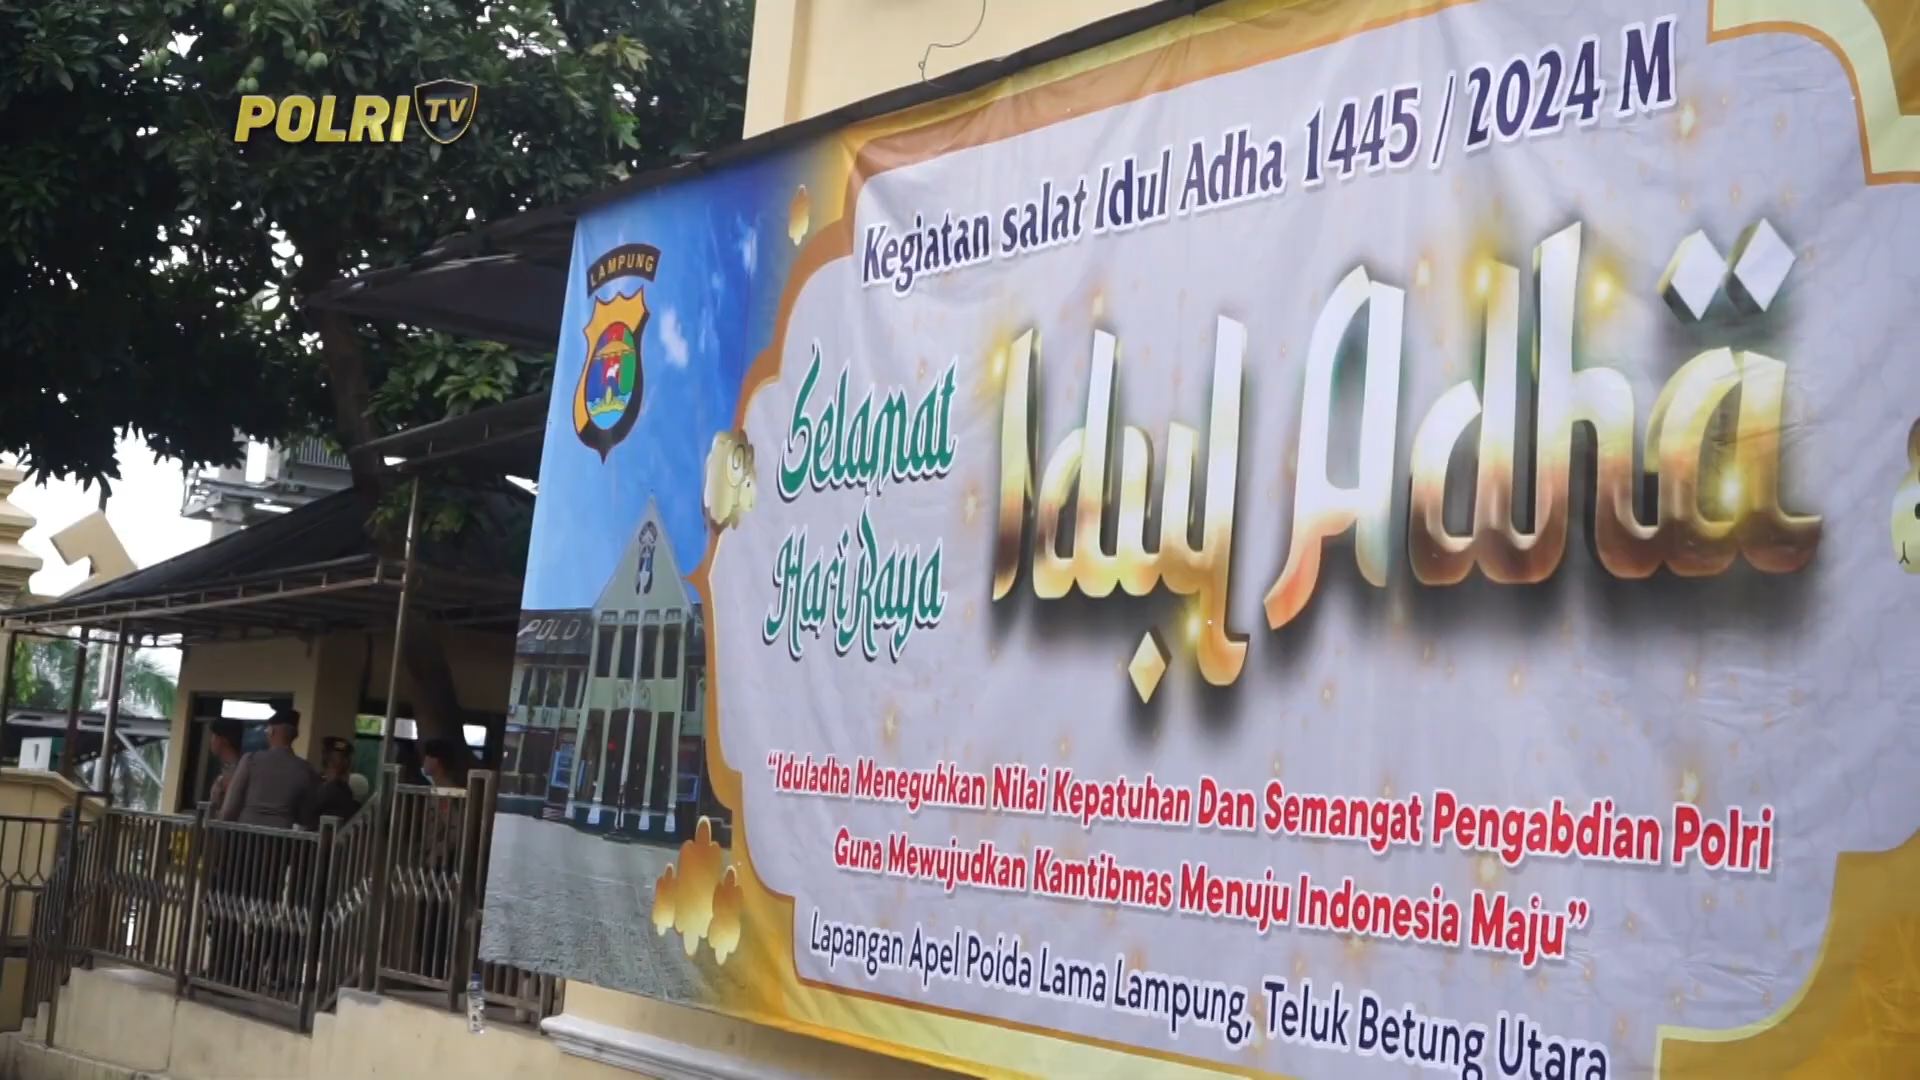 POLRI TV
Kegiatan salat Idul Adha 1445 / 2024 M
LAMPUNG
Selamat
Hari Raya
Idul Adha
POLD
"Iduladha Meneguhkan Nilai Kepatuhan Dan Semangat Pengabdian Polri
Guna Mewujudkan Kamtibmas Menuju Indonesia Maju"
Lapangan Apel Polda Lama Lampung, Teluk Betung Utara